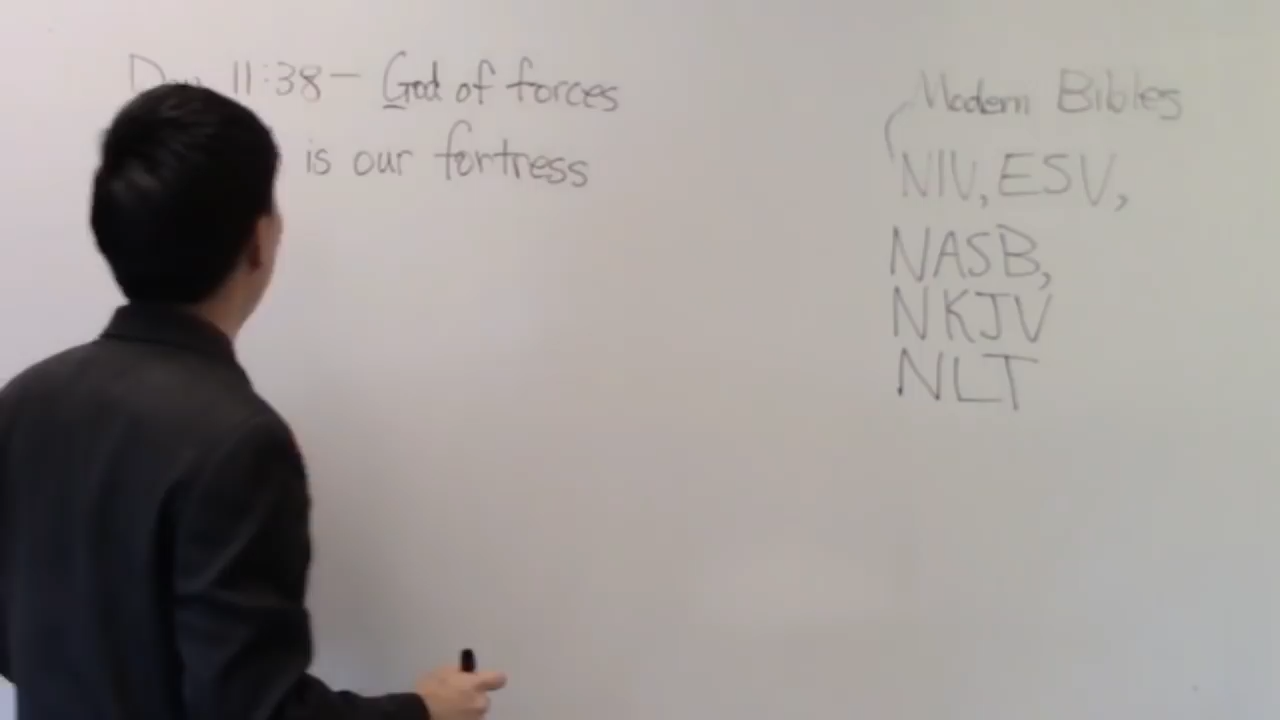 11:38 - God of forces
is our fortress
Modern Bibles
NIV, ESV,
NASB,
NKJV
NLT